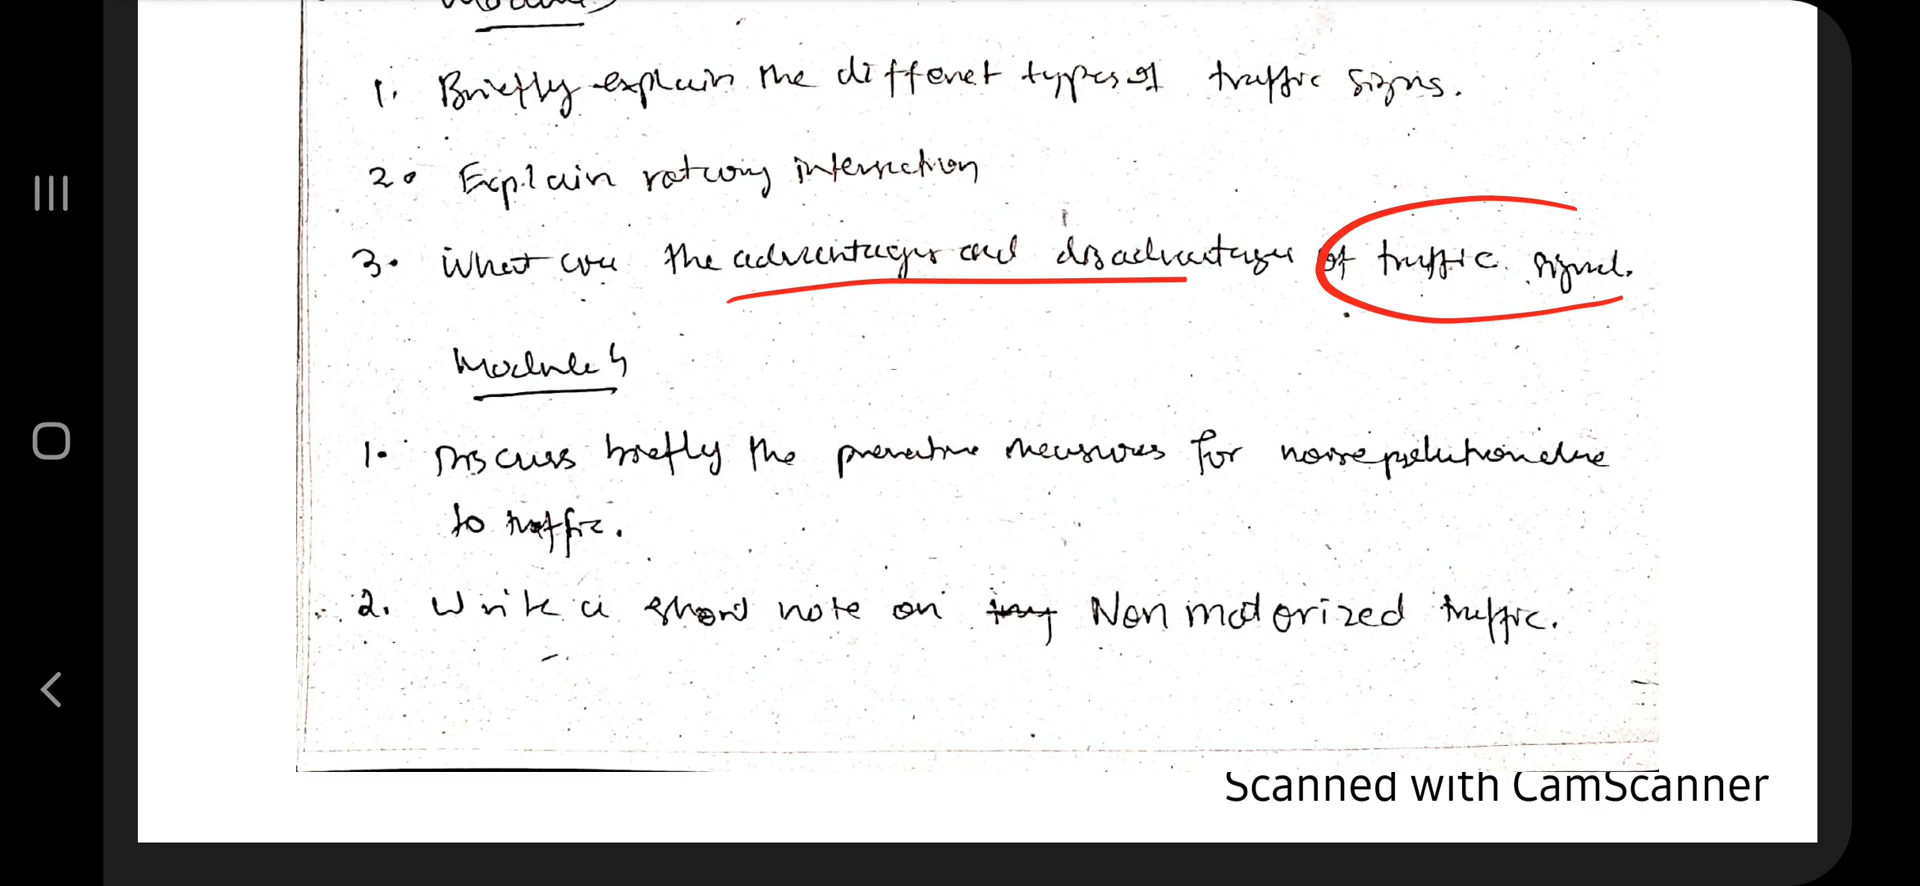 1. Briefly explain the different types of traffic signs.
2. Explain rotary intersection
3. What are the advantages and disadvantages of traffic signal.
Module 4
1. Discuss briefly the preventive measures for noise pollution due
to traffic.
2. Write a short note on Non motorized traffic.
Scanned with CamScanner